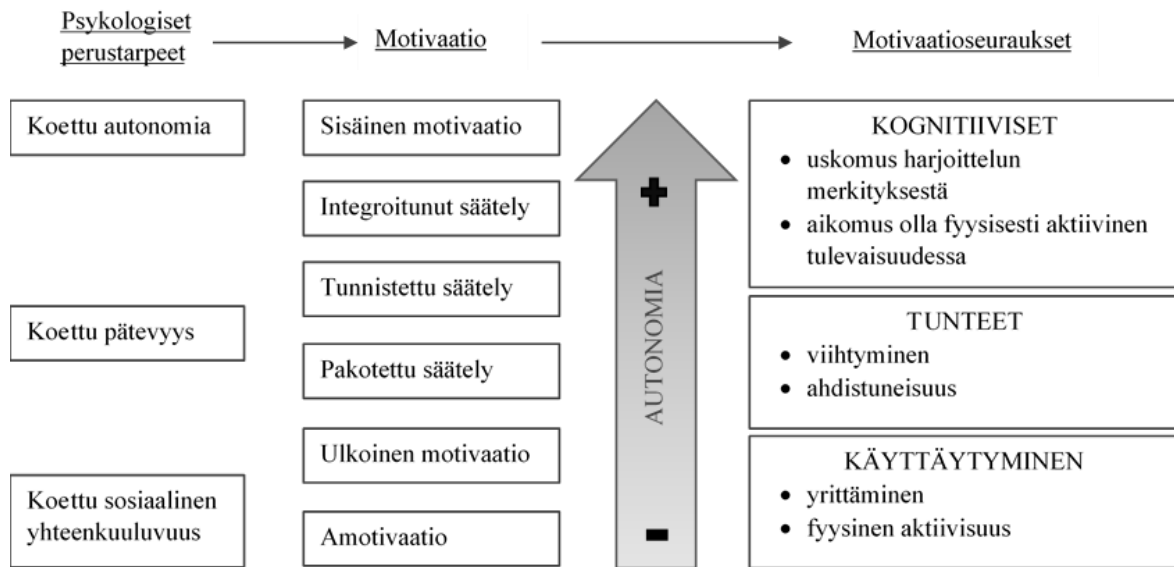 Psykologiset
perustarpeet
Motivaatio
Motivaatioseuraukset
Koettu autonomia
Koettu pätevyys
Koettu sosiaalinen
yhteenkuuluvuus
Sisäinen motivaatio
Integroitunut säätely
Tunnistettu säätely
Pakotettu säätely
Ulkoinen motivaatio
Amotivaatio
+
AUTONOMIA
-
KOGNITIIVISET
• uskomus harjoittelun
merkityksestä
• aikomus olla fyysisesti aktiivinen
tulevaisuudessa
TUNTEET
• viihtyminen
• ahdistuneisuus
KÄYTTÄYTYMINEN
• yrittäminen
• fyysinen aktiivisuus